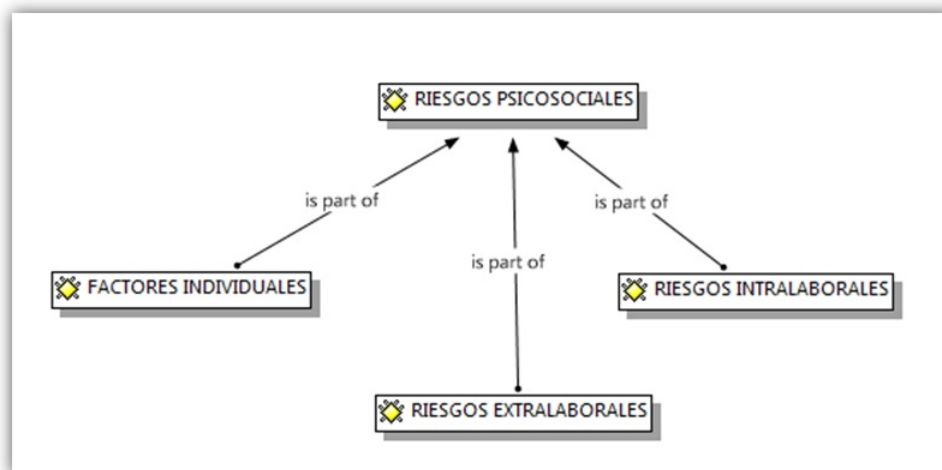 RIESGOS PSICOSOCIALES
is part of
is part of
is part of
FACTORES INDIVIDUALES
RIESGOS INTRALABORALES
RIESGOS EXTRALABORALES